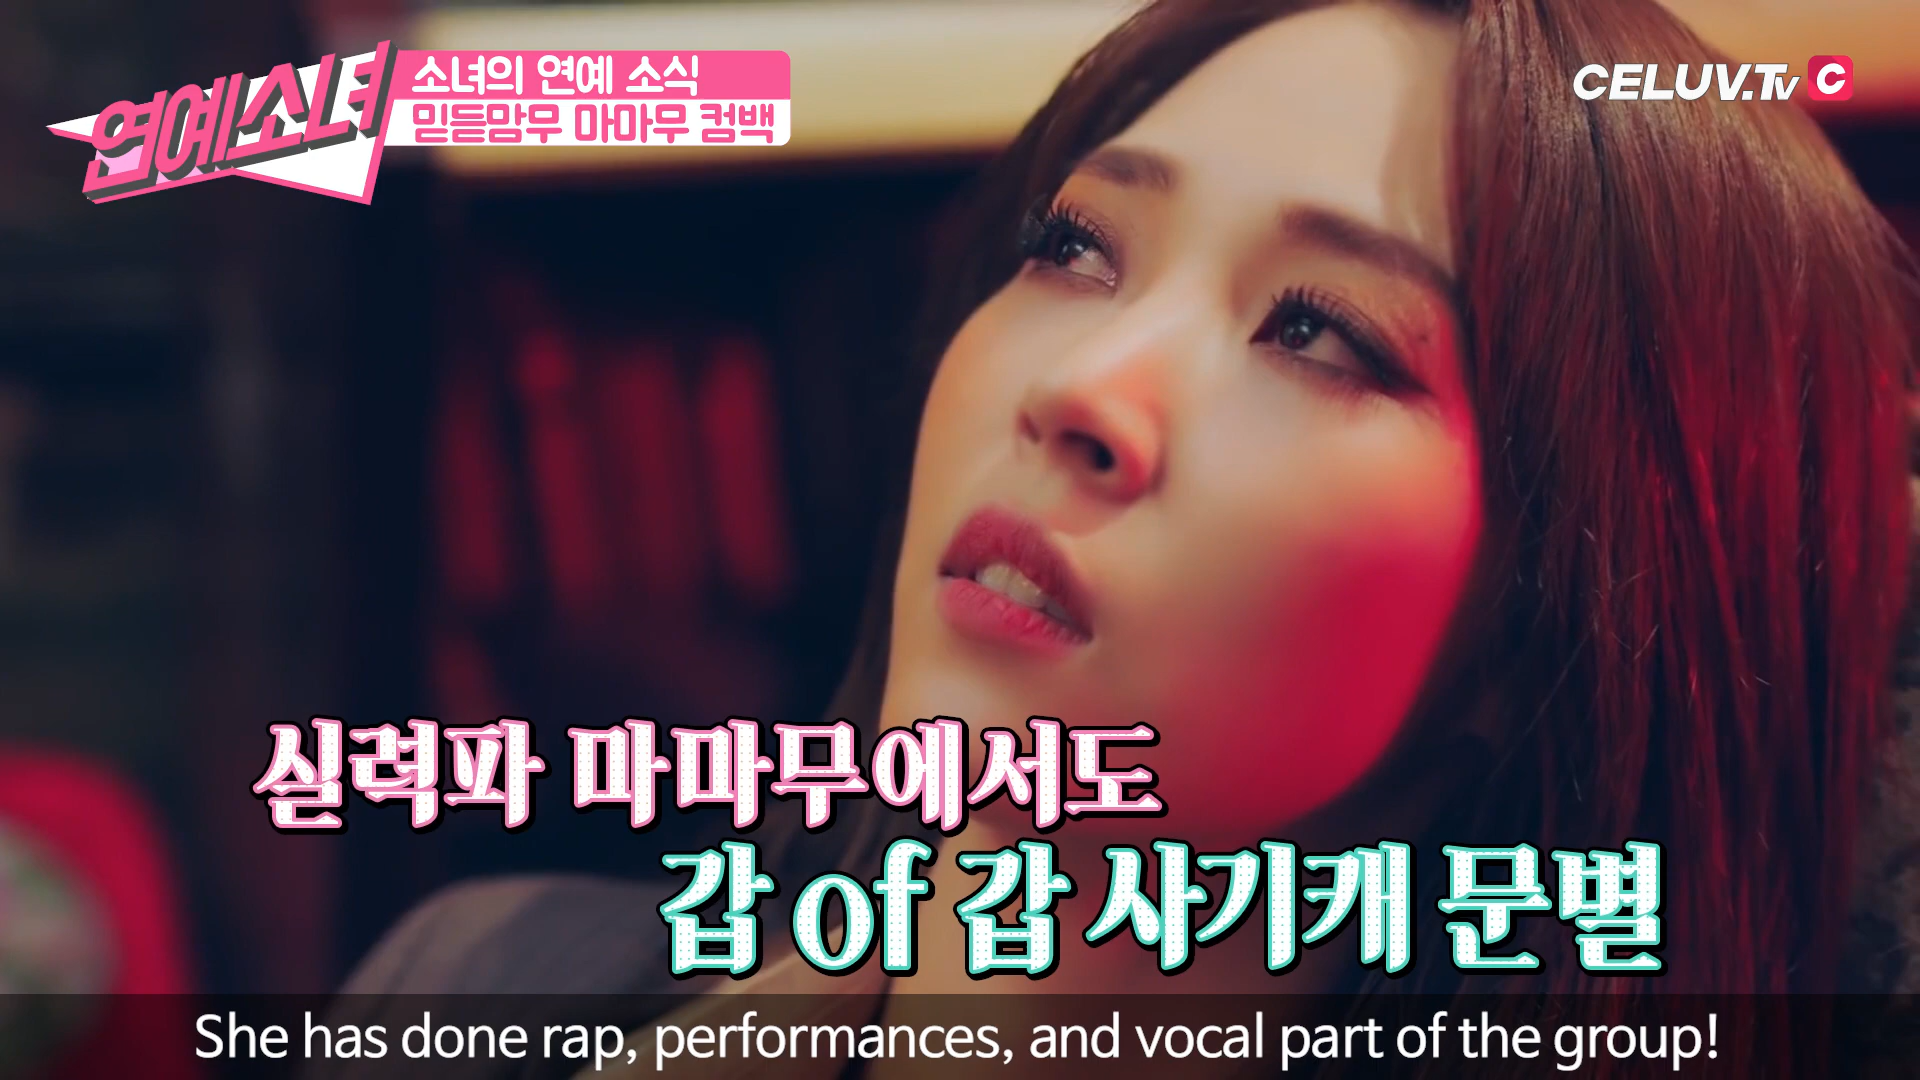 연예소녀
소녀의 연예 소식
믿듣맘무 마마무 컴백
CELUV.TV C
실력파 마마무에서도
갑 of 갑 사기캐 문별
She has done rap, performances, and vocal part of the group!